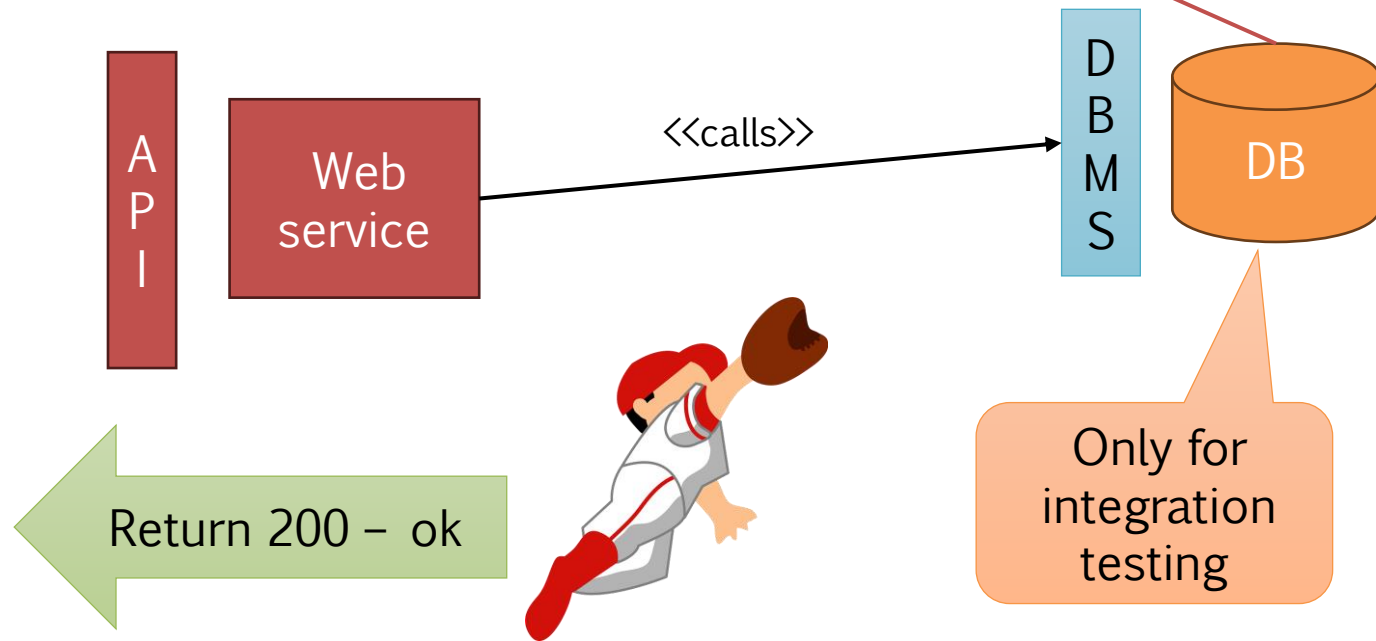 A
P
I
Web
service
<<calls>>
D
B
M
S
DB
Return 200 – ok
Only for
integration
testing